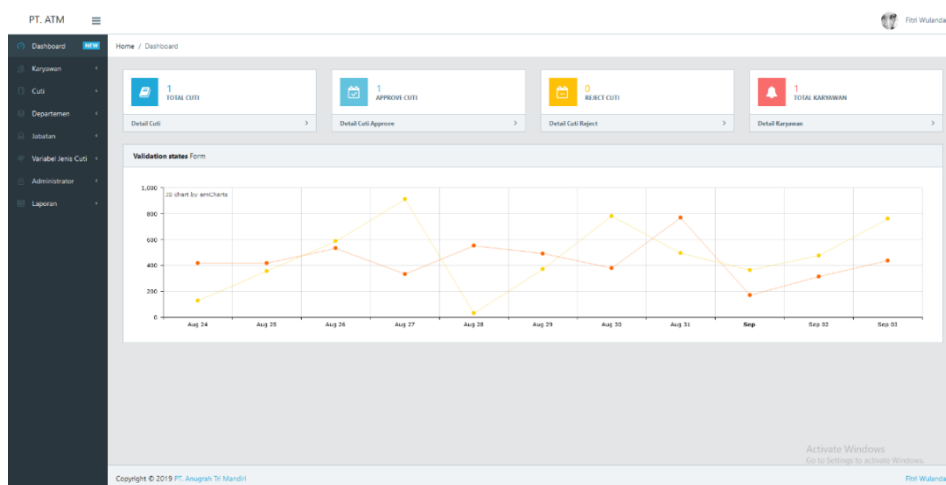 PT. ATM
Fitri Wulanda
Dashboard NEW
Karyawan
Cuti
Departemen
Jabatan
Variabel Jenis Cuti
Administrator
Laporan
Home / Dashboard
1
TOTAL CUTI
Detail Cuti
1
APPROVE CUTI
Detail Cuti Approve
0
REJECT CUTI
Detail Cuti Reject
1
TOTAL KARYAWAN
Detail Karyawan
Validation states Form
JS chart by amCharts
1,000
800
600
400
200
0
Aug 24 Aug 25 Aug 26 Aug 27 Aug 28 Aug 29 Aug 30 Aug 31 Sep Sep 02 Sep 03
Activate Windows
Go to Settings to activate Windows.
Copyright © 2019 PT. Anugrah Tri Mandiri
Fitri Wulanda